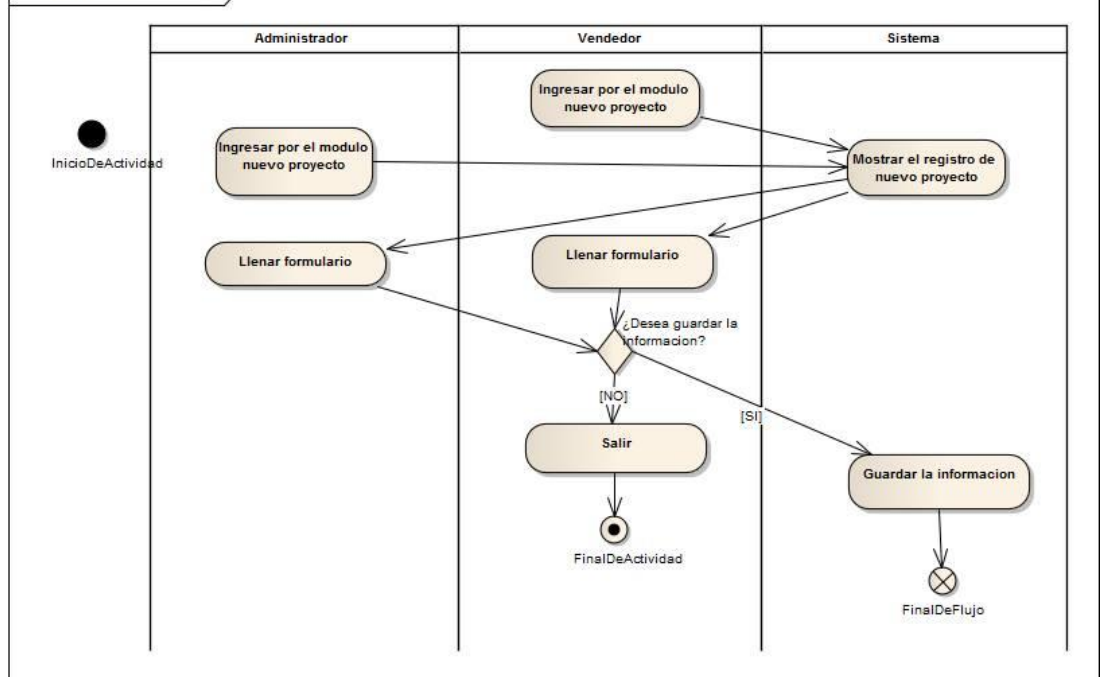 Administrador
Vendedor
Sistema
Ingresar por el modulo
nuevo proyecto
InicioDeActividad
Ingresar por el modulo
nuevo proyecto
Mostrar el registro de
nuevo proyecto
Llenar formulario
Llenar formulario
¿Desea guardar la
informacion?
[NO]
[SI]
Salir
Guardar la informacion
FinalDeActividad
FinalDeFlujo